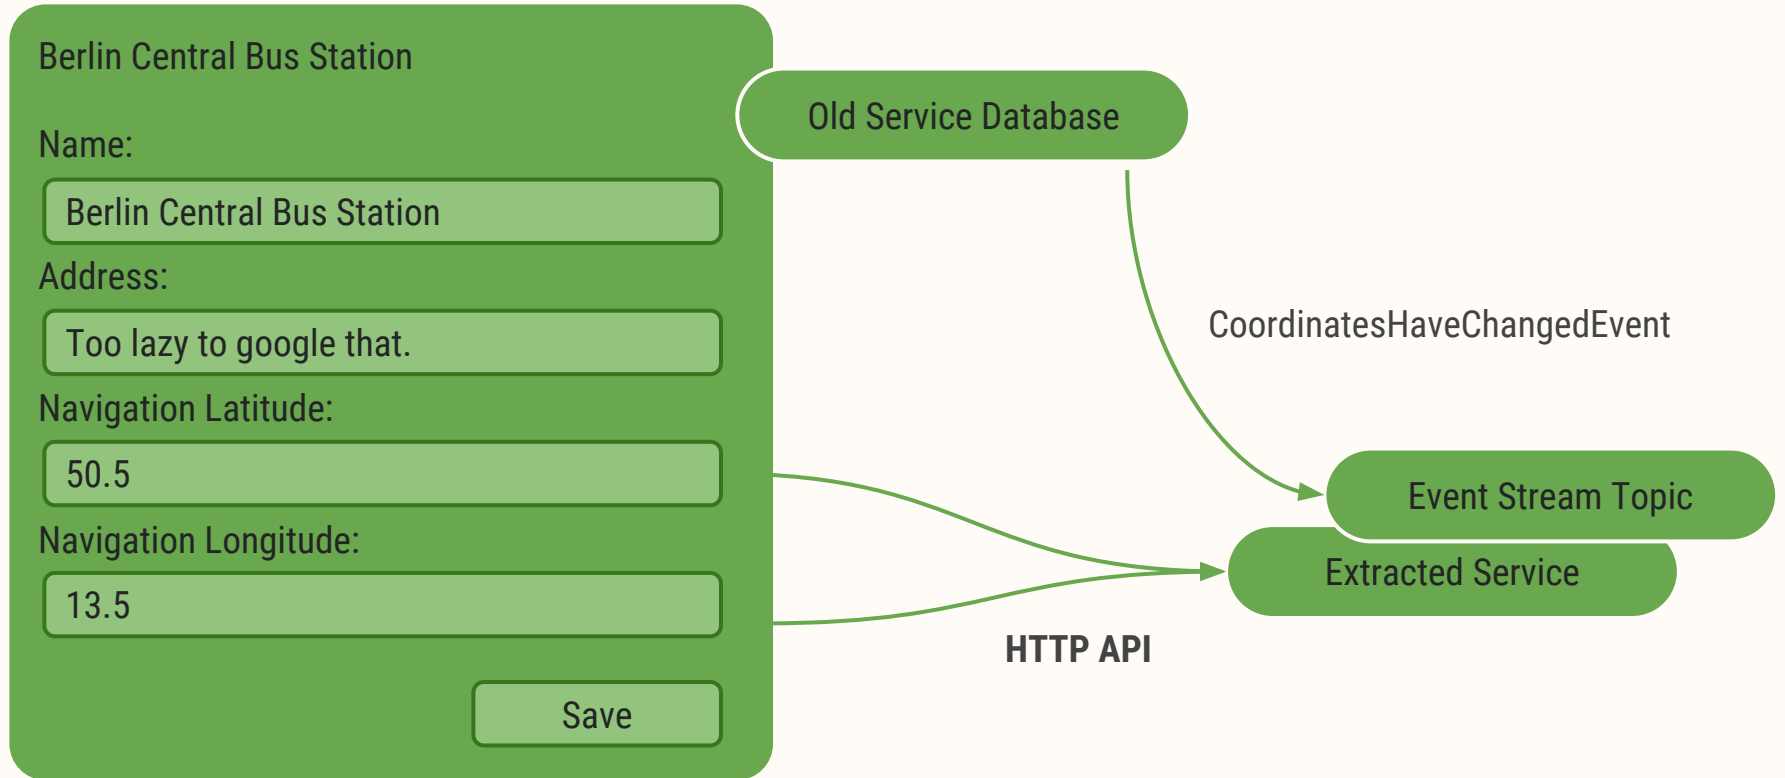 Berlin Central Bus Station
Old Service Database
Name:
Berlin Central Bus Station
Address:
Too lazy to google that.
CoordinatesHaveChangedEvent
Navigation Latitude:
50.5
Event Stream Topic
Navigation Longitude:
Extracted Service
13.5
HTTP API
Save